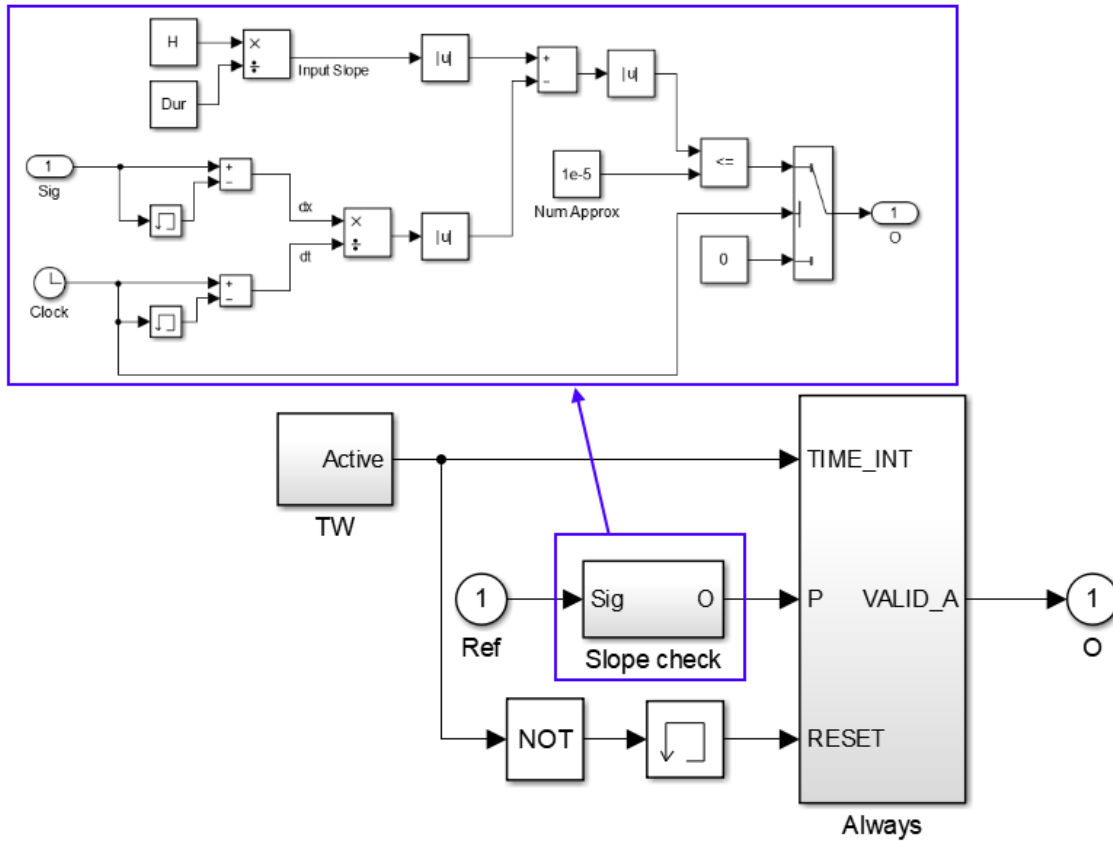 H
×
÷
Input Slope
|u|
+
−
|u|
Dur
1
Sig
+
−
dx
×
÷
|u|
dt
1e-5
Num Approx
<=
1
O
0
Clock
+
−
Active
TW
TIME_INT
1
Ref
Sig O
Slope check
P VALID_A
1
O
NOT
RESET
Always